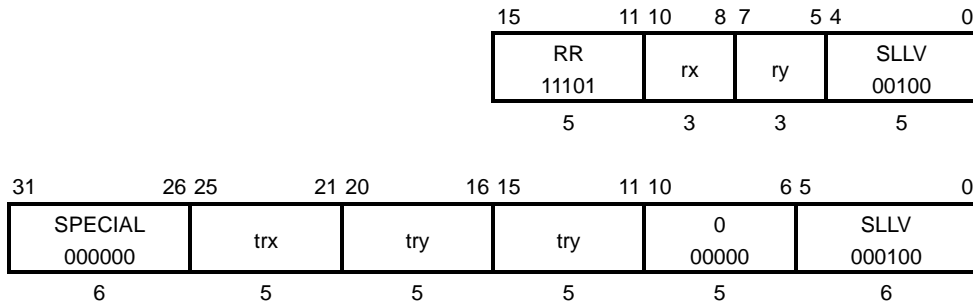 15 11 10 8 7 5 4 0
RR rx ry SLLV
11101 00100
5 3 3 5
31 26 25 21 20 16 15 11 10 6 5 0
SPECIAL trx try try 0 SLLV
000000 00000 000100
6 5 5 5 5 6